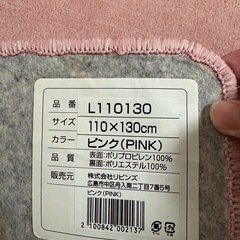 品番 L110130
サイズ 110×130cm
カラー ピンク(PINK)
品質 表面:ポリプロピレン100%
裏面:ポリエステル100%
販売元 株式会社リビンズ
広島市中区舟入南二丁目7番5号
ピンク(PINK)
2100842002137